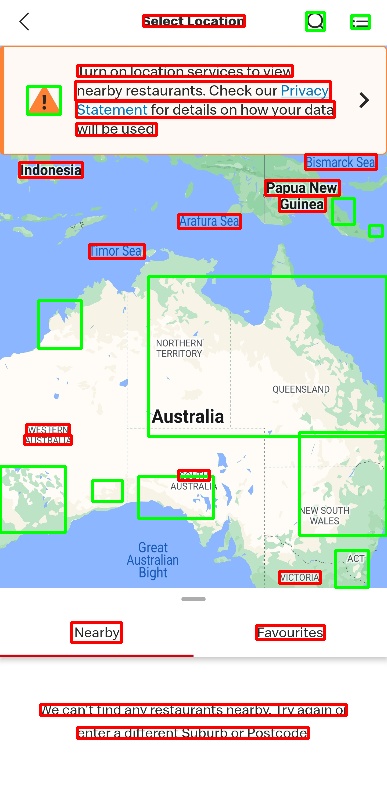 Select Location
Turn on location services to view
nearby restaurants. Check our Privacy
Statement for details on how your data
will be used
Bismarck Sea
Indonesia
Papua New
Guinea
Arafura Sea
Timor Sea
NORTHERN
TERRITORY
QUEENSLAND
Australia
WESTERN
AUSTRALIA
SOUTH
AUSTRALIA
NEW SOUTH
WALES
Great
Australian
Bight
ACT
VICTORIA
Nearby
Favourites
We can't find any restaurants nearby. Try again or
enter a different Suburb or Postcode